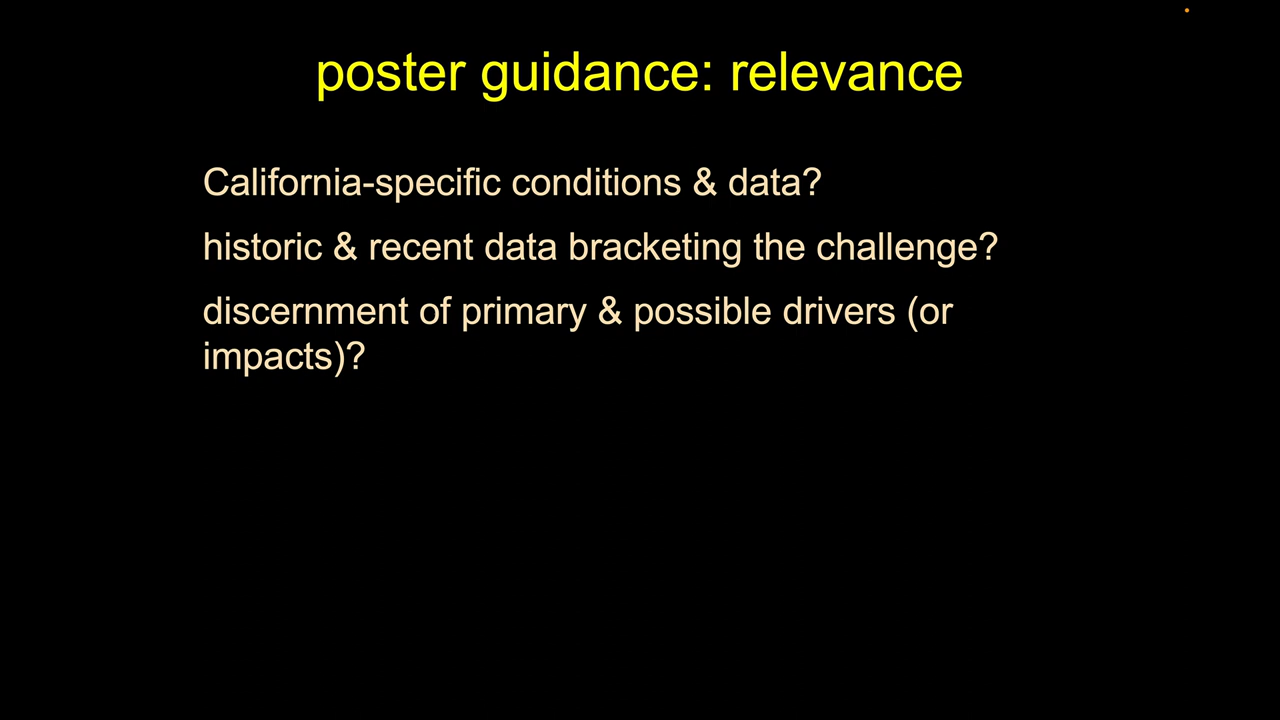 poster guidance: relevance
California-specific conditions & data?
historic & recent data bracketing the challenge?
discernment of primary & possible drivers (or
impacts)?